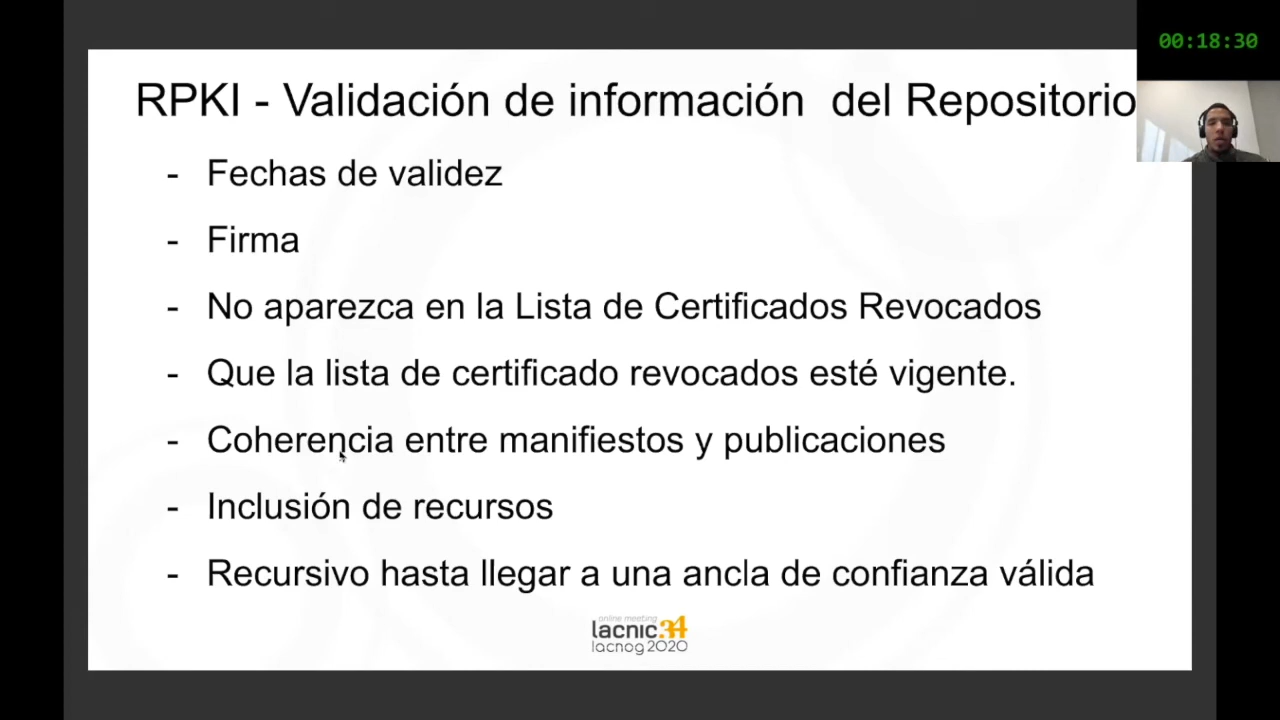 00:18:30
RPKI - Validación de información  del Repositorio
- Fechas de validez
- Firma
- No aparezca en la Lista de Certificados Revocados
- Que la lista de certificado revocados esté vigente.
- Coherencia entre manifiestos y publicaciones
- Inclusión de recursos
- Recursivo hasta llegar a una ancla de confianza válida
online meeting
lacnic34
lacnog2020